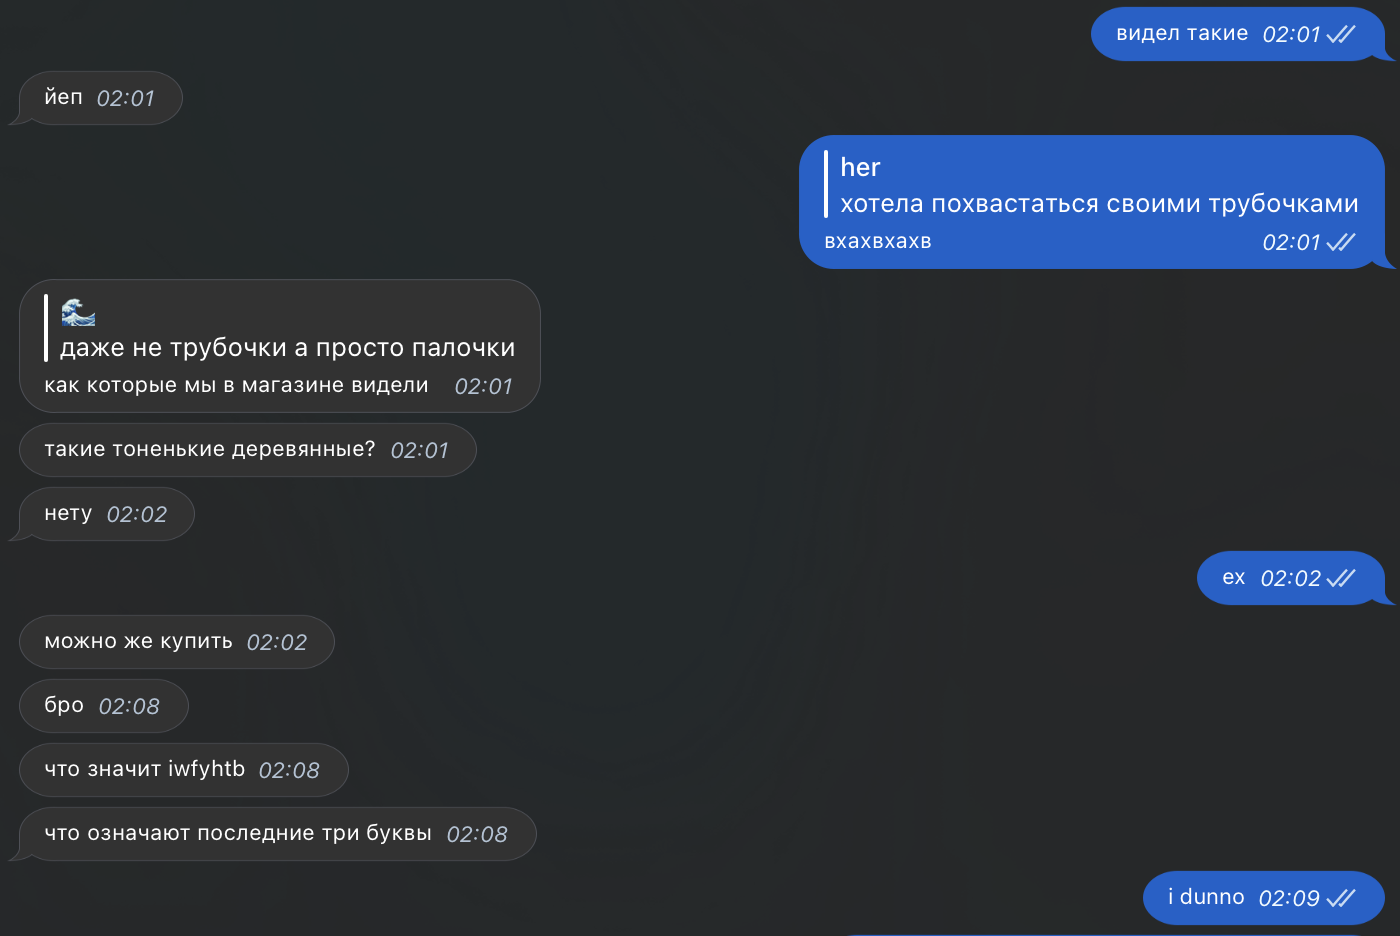 видел такие 02:01
йеп 02:01
her
хотела похвастаться своими трубочками
вхахвхахв 02:01
🌊
даже не трубочки а просто палочки
как которые мы в магазине видели 02:01
такие тоненькие деревянные? 02:01
нету 02:02
ех 02:02
можно же купить 02:02
бро 02:08
что значит iwfyhtb 02:08
что означают последние три буквы 02:08
i dunno 02:09